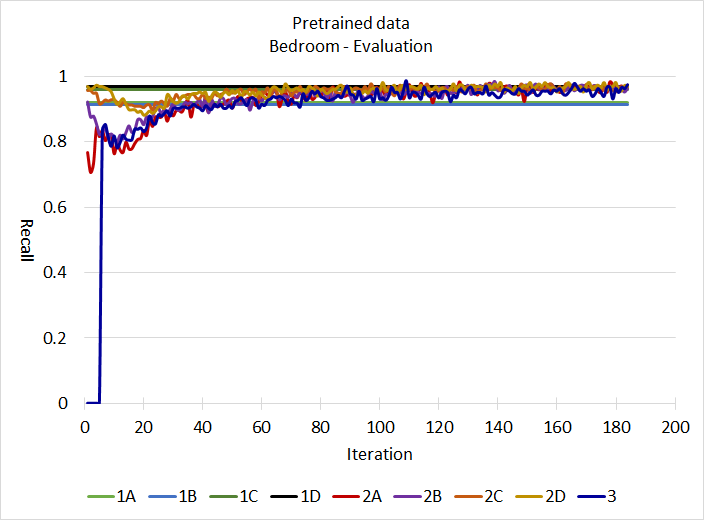 Pretrained data
Bedroom - Evaluation
1
0.8
0.6
0.4
0.2
0
Recall
0 20 40 60 80 100 120 140 160 180 200
Iteration
1A 1B 1C 1D 2A 2B 2C 2D 3